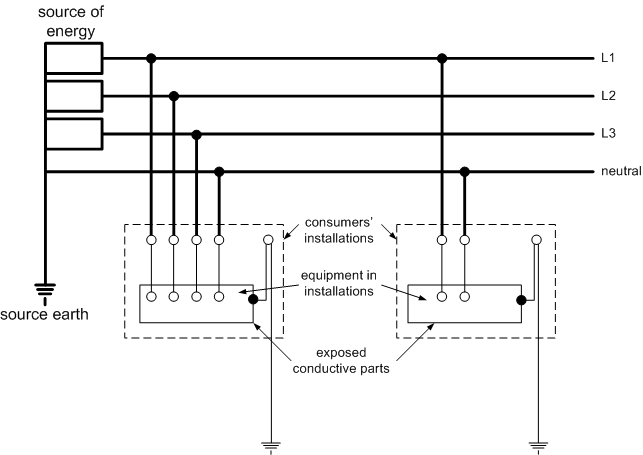 source of
energy
L1
L2
L3
neutral
consumers'
installations
equipment in
installations
source earth
exposed
conductive parts